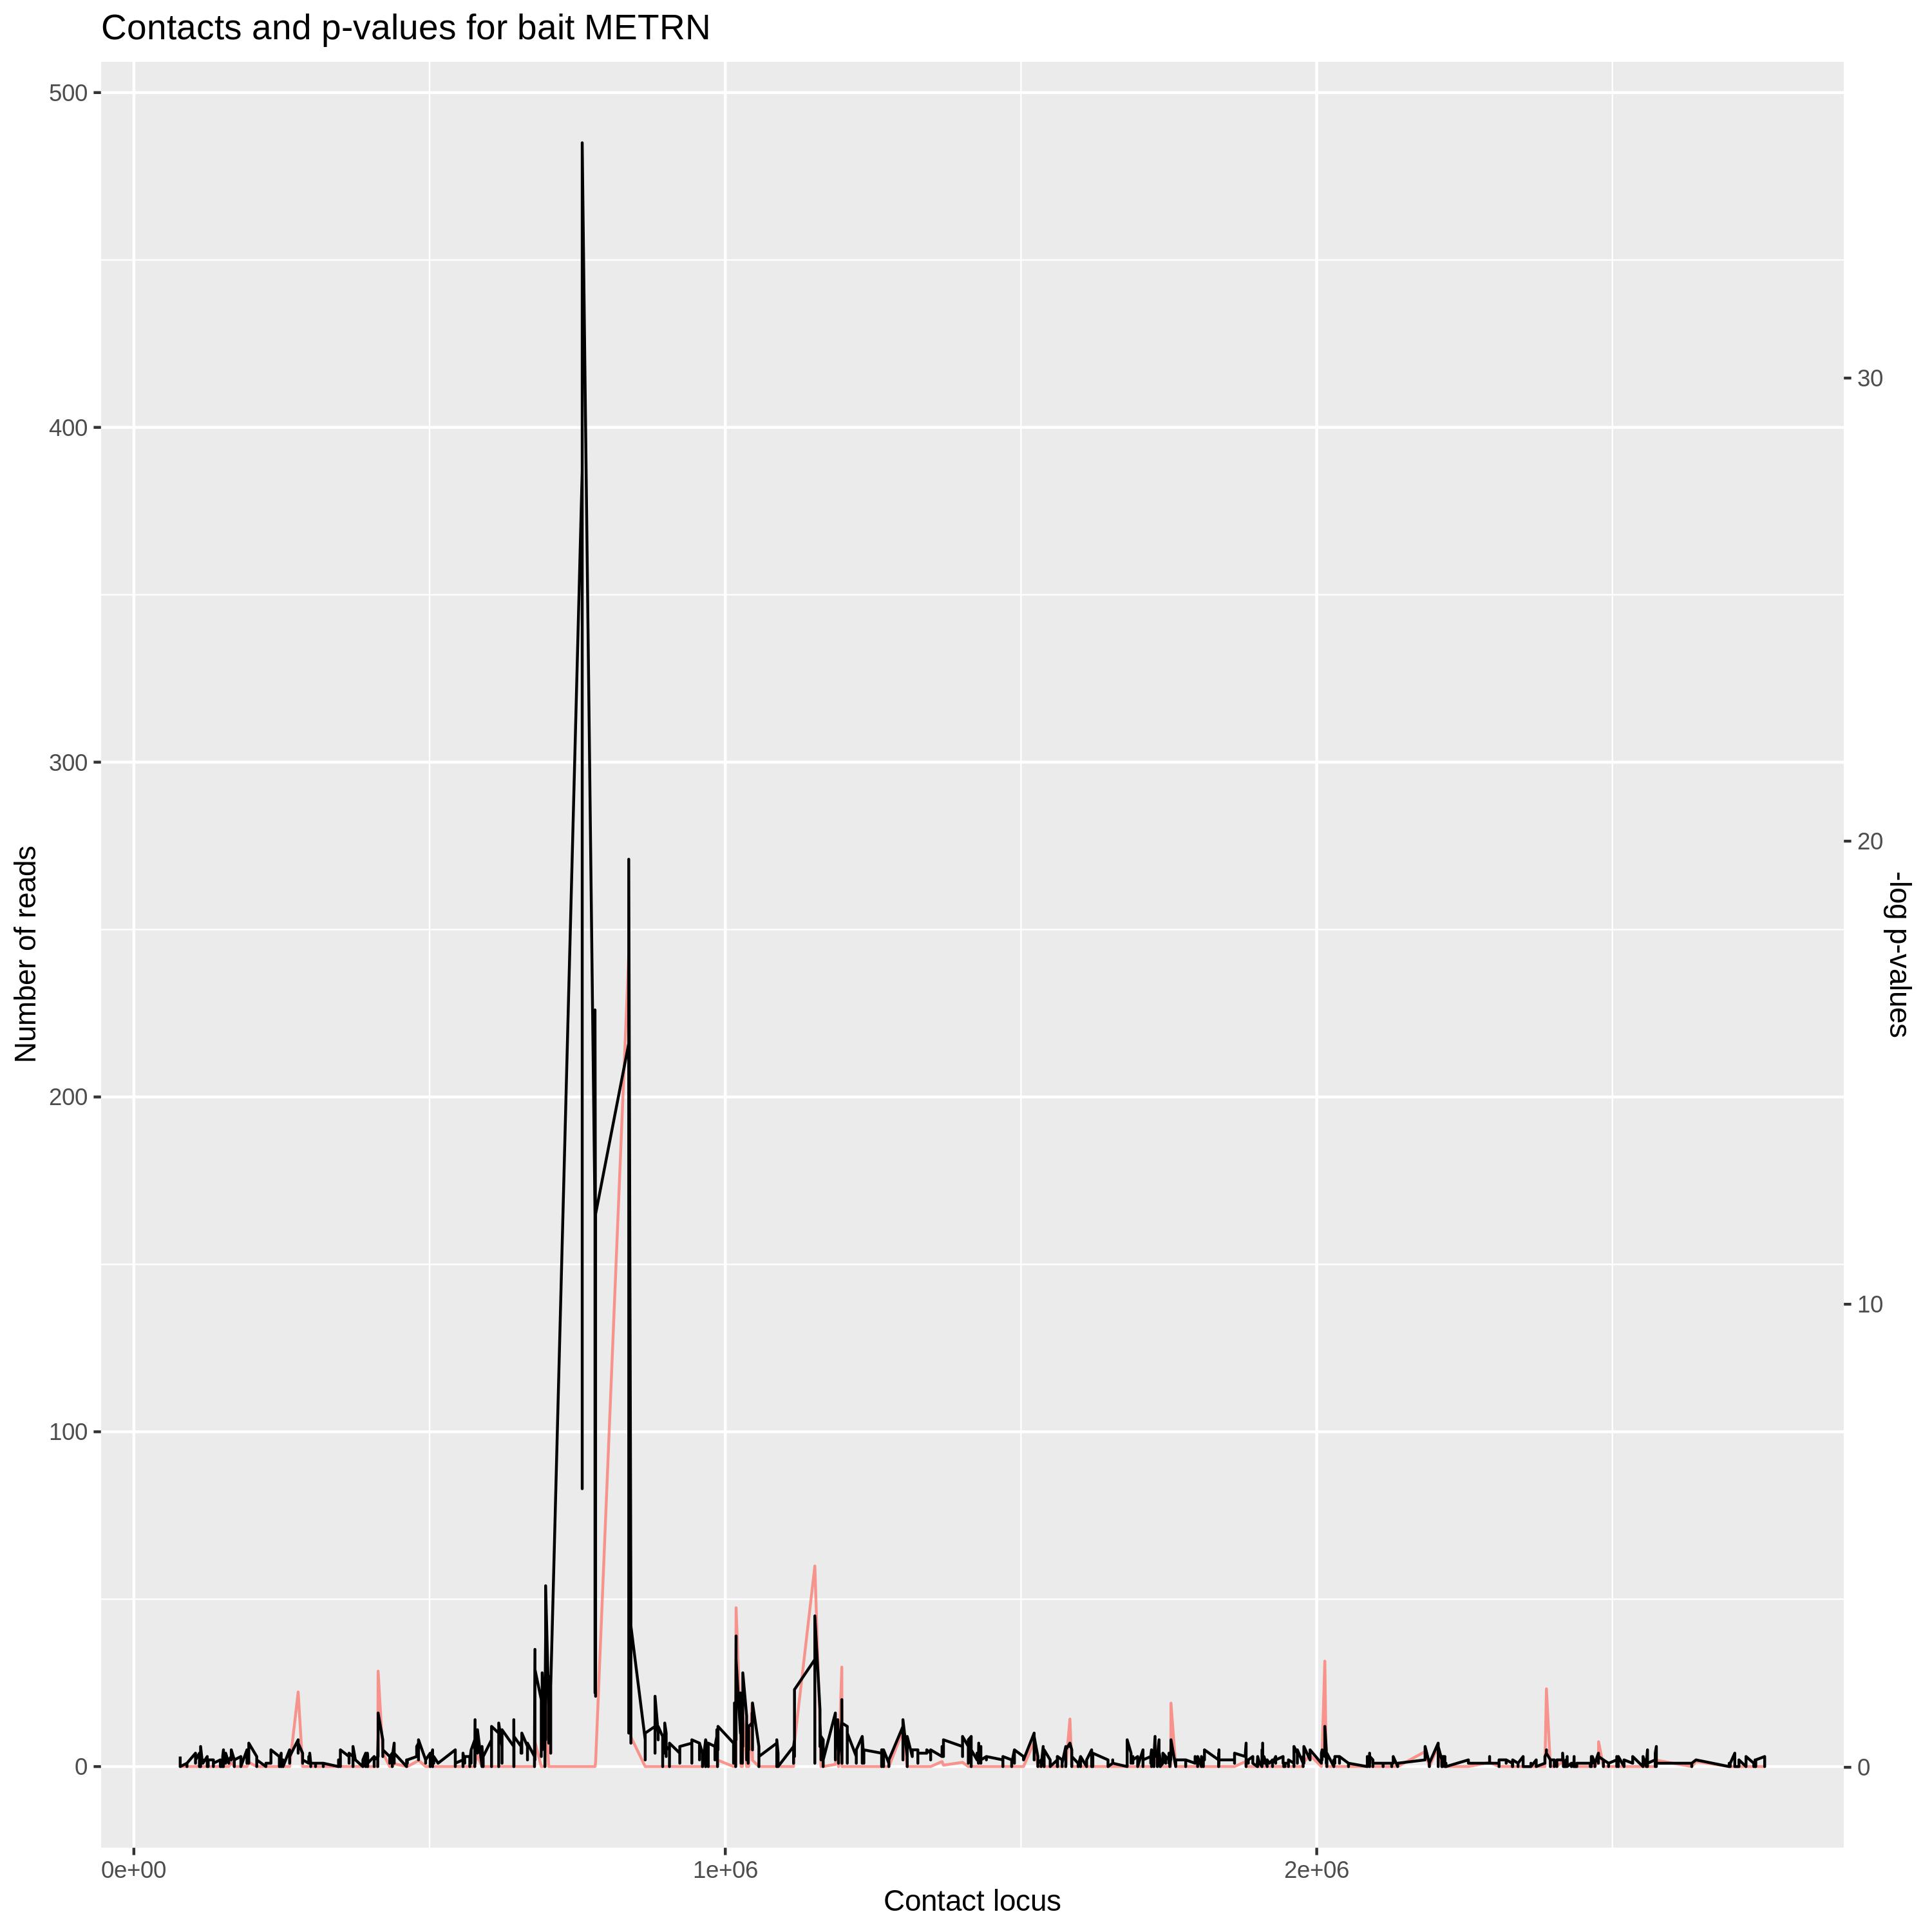 Contacts and p-values for bait METRN
500
400
300
200
100
0
Number of reads
30
20
10
0
-log p-values
0e+00
1e+06
2e+06
Contact locus